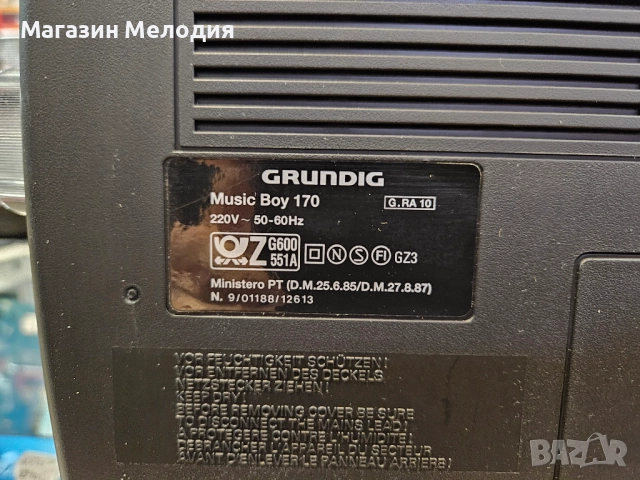 Магазин Мелодия
GRUNDIG
Music Boy 170 G.RA 10
220V ~ 50-60Hz
Z G600 551A N S FI GZ3
Ministero PT (D.M.25.6.85/D.M.27.8.87)
N. 9/01188/12613
VOR FEUCHTIGKEIT SCHÜTZEN!
VOR ENTFERNEN DES DECKELS
NETZSTECKER ZIEHEN!
KEEP DRY!
BEFORE REMOVING COVER BE SURE
TO DISCONNECT THE MAINS LEAD!
PROTEGER CONTRE L'HUMIDITE!
DEBRANCHER L'APPAREIL DU SECTEUR
AVANT D'ENLEVER LE PANNEAU ARRIERE!
BAZAR